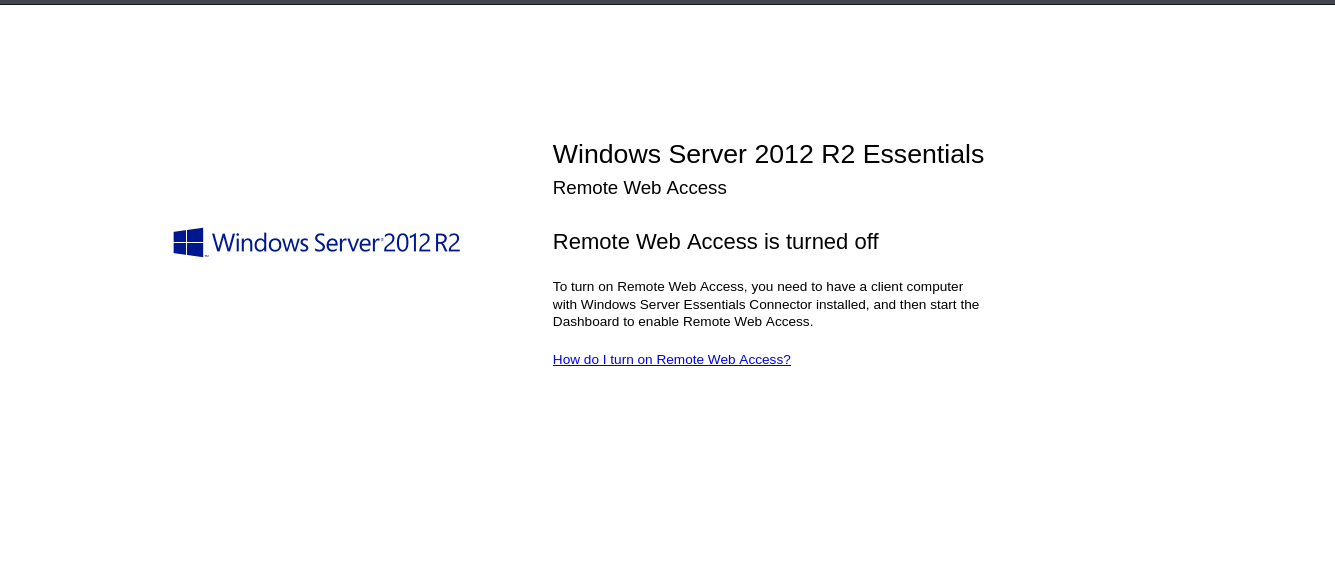 Windows Server 2012 R2 Essentials
Remote Web Access
Windows Server 2012 R2
Remote Web Access is turned off
To turn on Remote Web Access, you need to have a client computer
with Windows Server Essentials Connector installed, and then start the
Dashboard to enable Remote Web Access.
How do I turn on Remote Web Access?